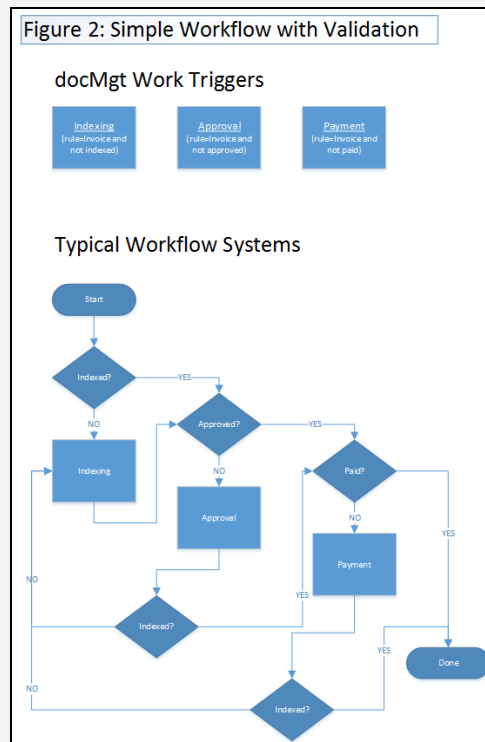 Figure 2: Simple Workflow with Validation
docMgt Work Triggers
Indexing
(rule=Invoice and
not indexed)
Approval
(rule=Invoice and
not approved)
Payment
(rule=Invoice and
not paid)
Typical Workflow Systems
Start
Indexed?
YES
NO
Approved?
YES
Indexing
NO
Paid?
Approval
NO
YES
NO
YES
Payment
Indexed?
YES
Done
NO
Indexed?